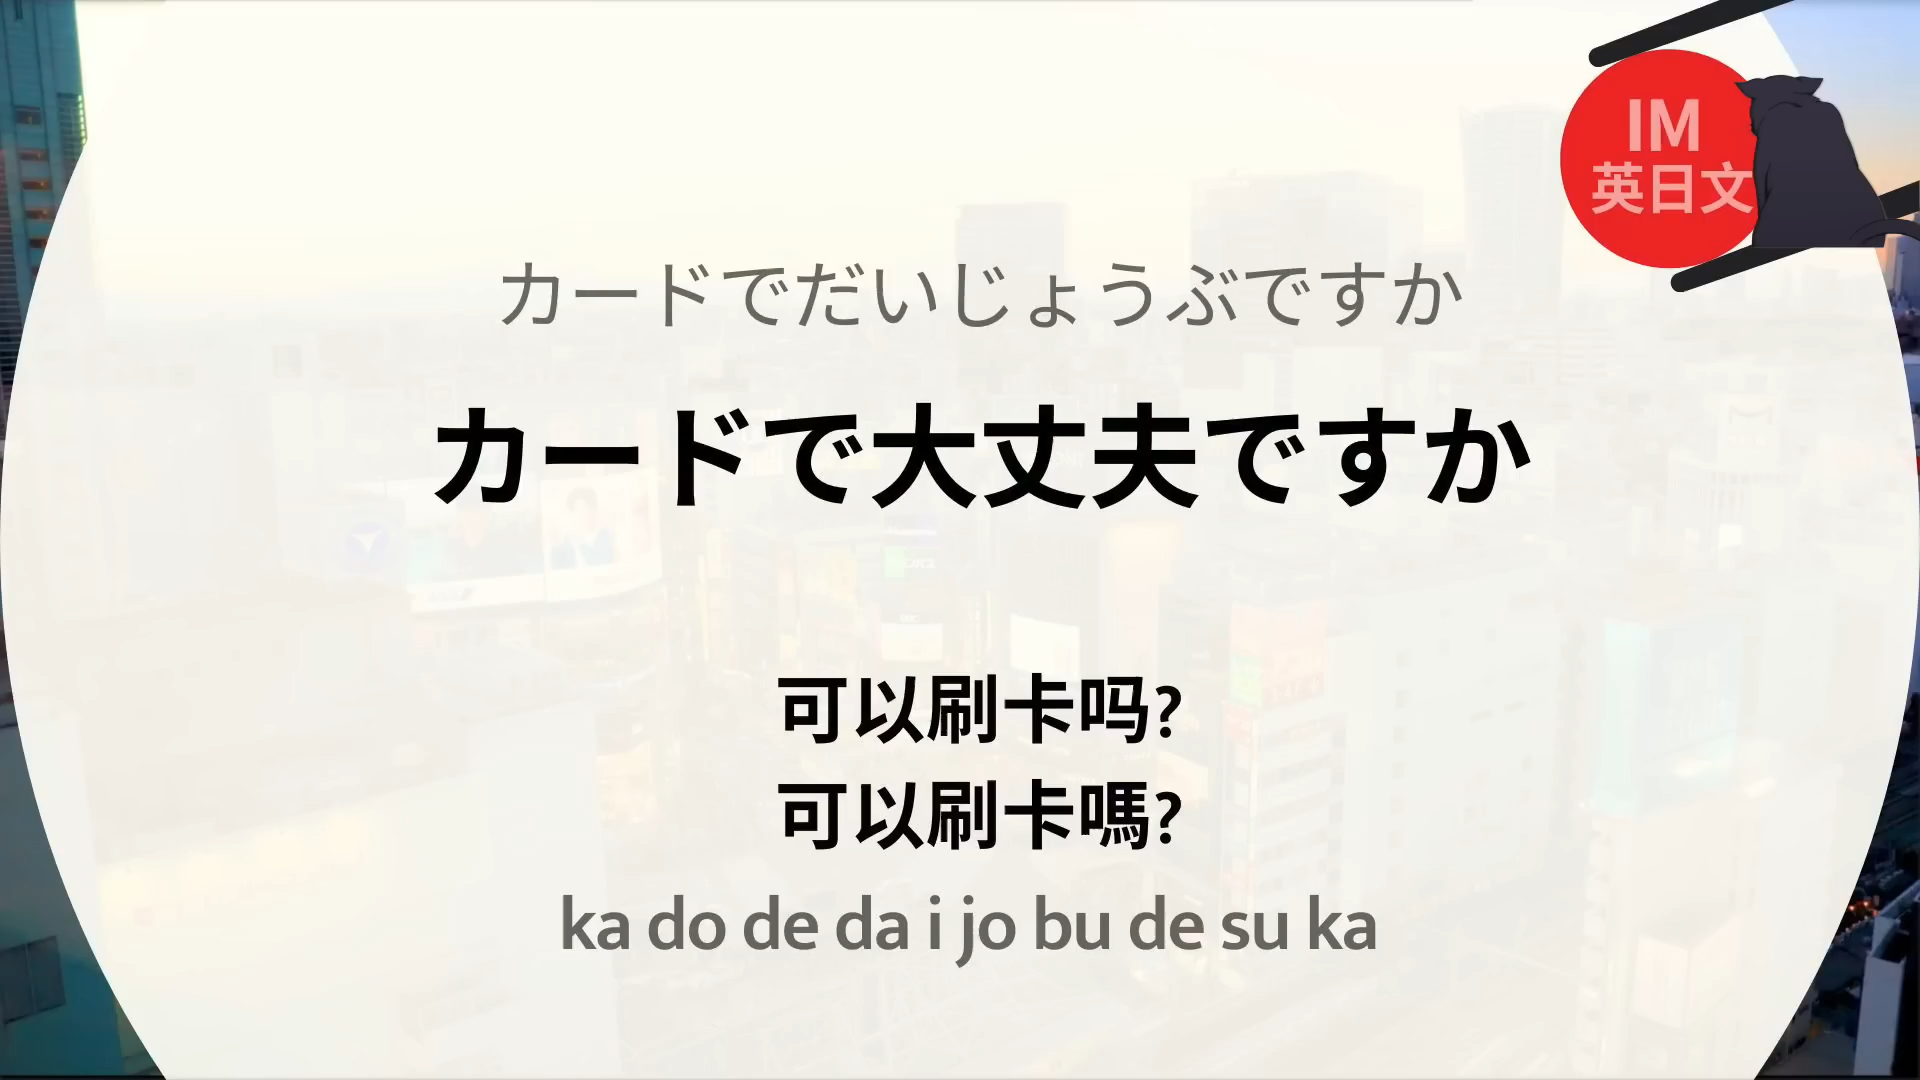 IM
英日文
カードでだいじょうぶですか
カードで大丈夫ですか
可以刷卡吗?
可以刷卡嗎?
ka do de da i jo bu de su ka